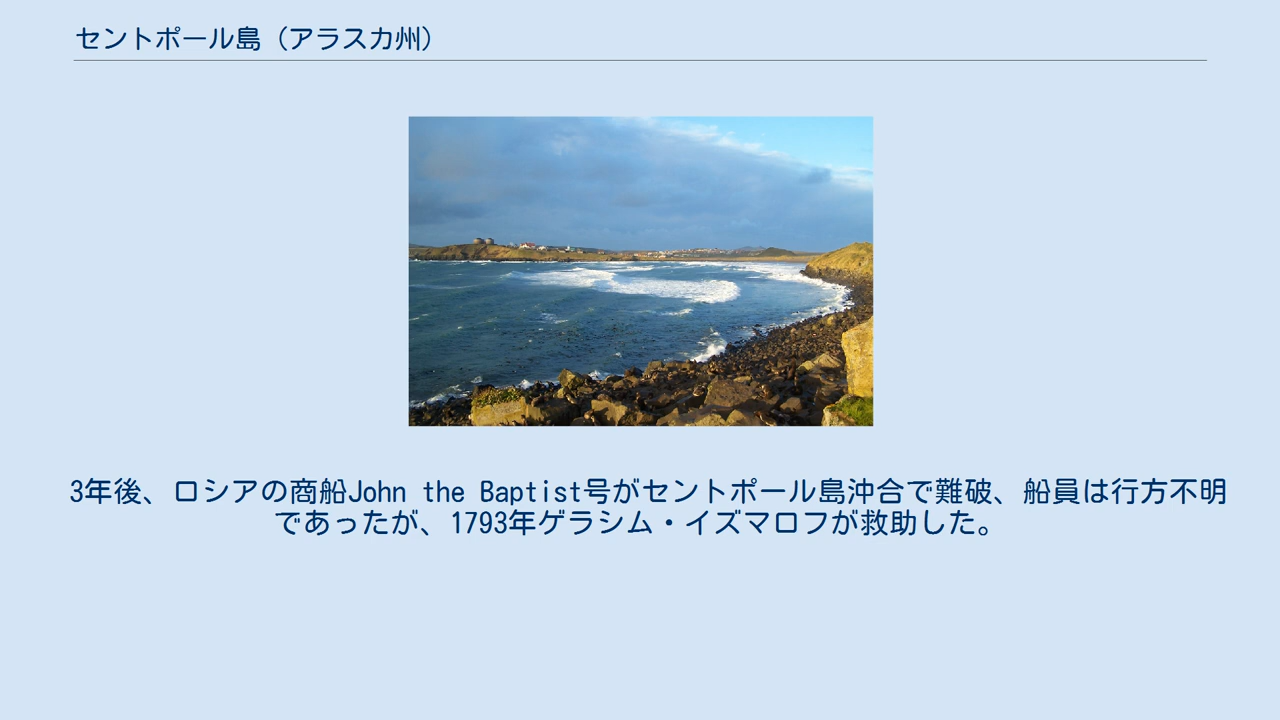 セントポール島（アラスカ州）
3年後、ロシアの商船John the Baptist号がセントポール島沖合で難破、船員は行方不明
であったが、1793年ゲラシム・イズマロフが救助した。